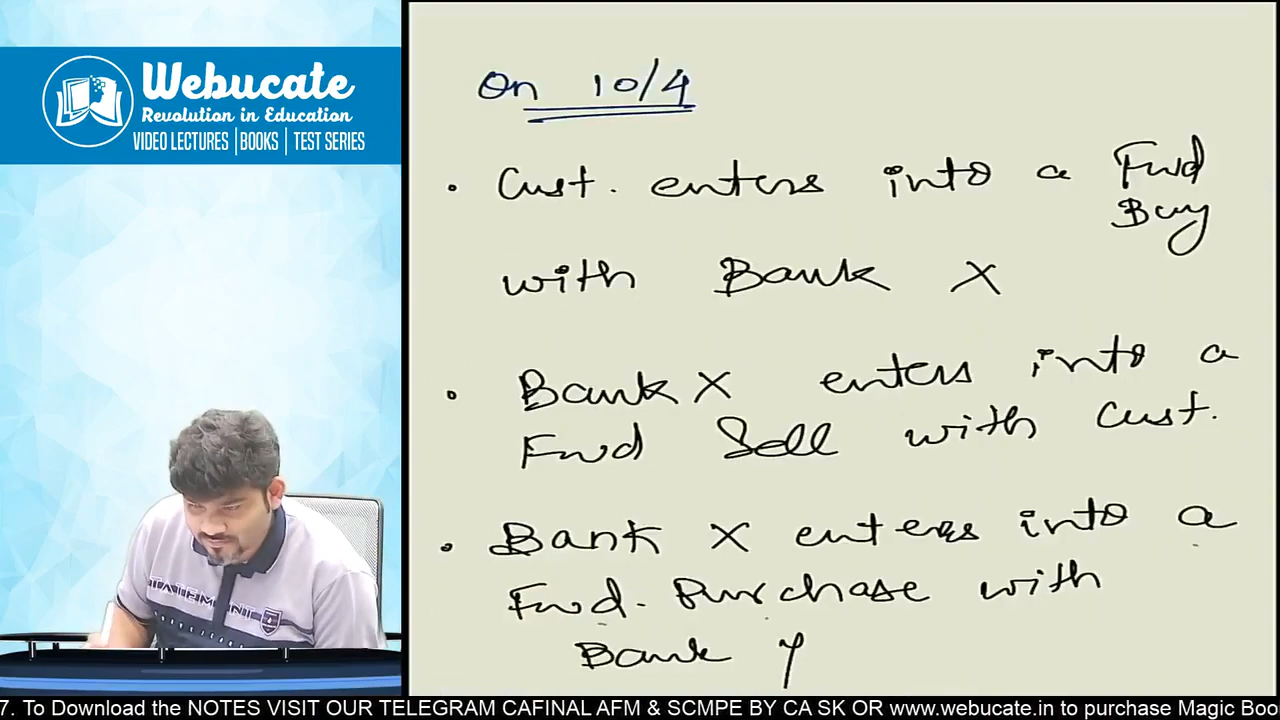 Webucate
Revolution in Education
VIDEO LECTURES | BOOKS | TEST SERIES
On 10/4
• Cust. enters into a Fwd
Buy
with Bank X
• Bank X enters into a
Fwd Sell with Cust.
• Bank X enters into a
Fwd. Purchase with
Bank Y
STATEMENT
7. To Download the NOTES VISIT OUR TELEGRAM CAFINAL AFM & SCMPE BY CA SK OR www.webucate.in to purchase Magic Boo